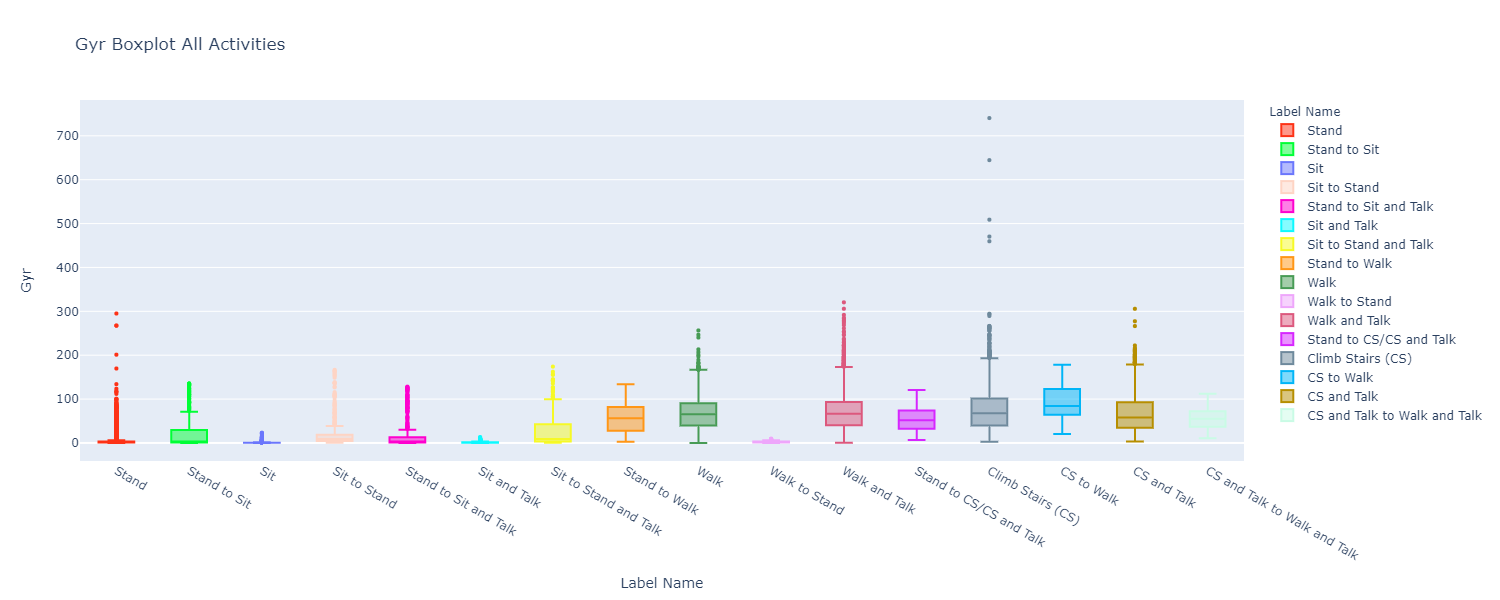 Gyr Boxplot All Activities
Gyr
700
600
500
400
300
200
100
0
Stand
Stand to Sit
Sit
Sit to Stand
Stand to Sit and Talk
Sit and Talk
Sit to Stand and Talk
Stand to Walk
Walk
Walk to Stand
Walk and Talk
Stand to CS/CS and Talk
Climb Stairs (CS)
CS to Walk
CS and Talk
CS and Talk to Walk and Talk
Label Name
Label Name
Stand
Stand to Sit
Sit
Sit to Stand
Stand to Sit and Talk
Sit and Talk
Sit to Stand and Talk
Stand to Walk
Walk
Walk to Stand
Walk and Talk
Stand to CS/CS and Talk
Climb Stairs (CS)
CS to Walk
CS and Talk
CS and Talk to Walk and Talk